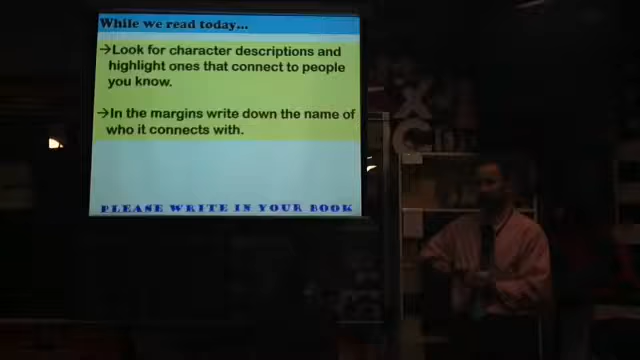 While we read today...
→Look for character descriptions and
highlight ones that connect to people
you know.
→In the margins write down the name of
who it connects with.
PLEASE WRITE IN YOUR BOOK